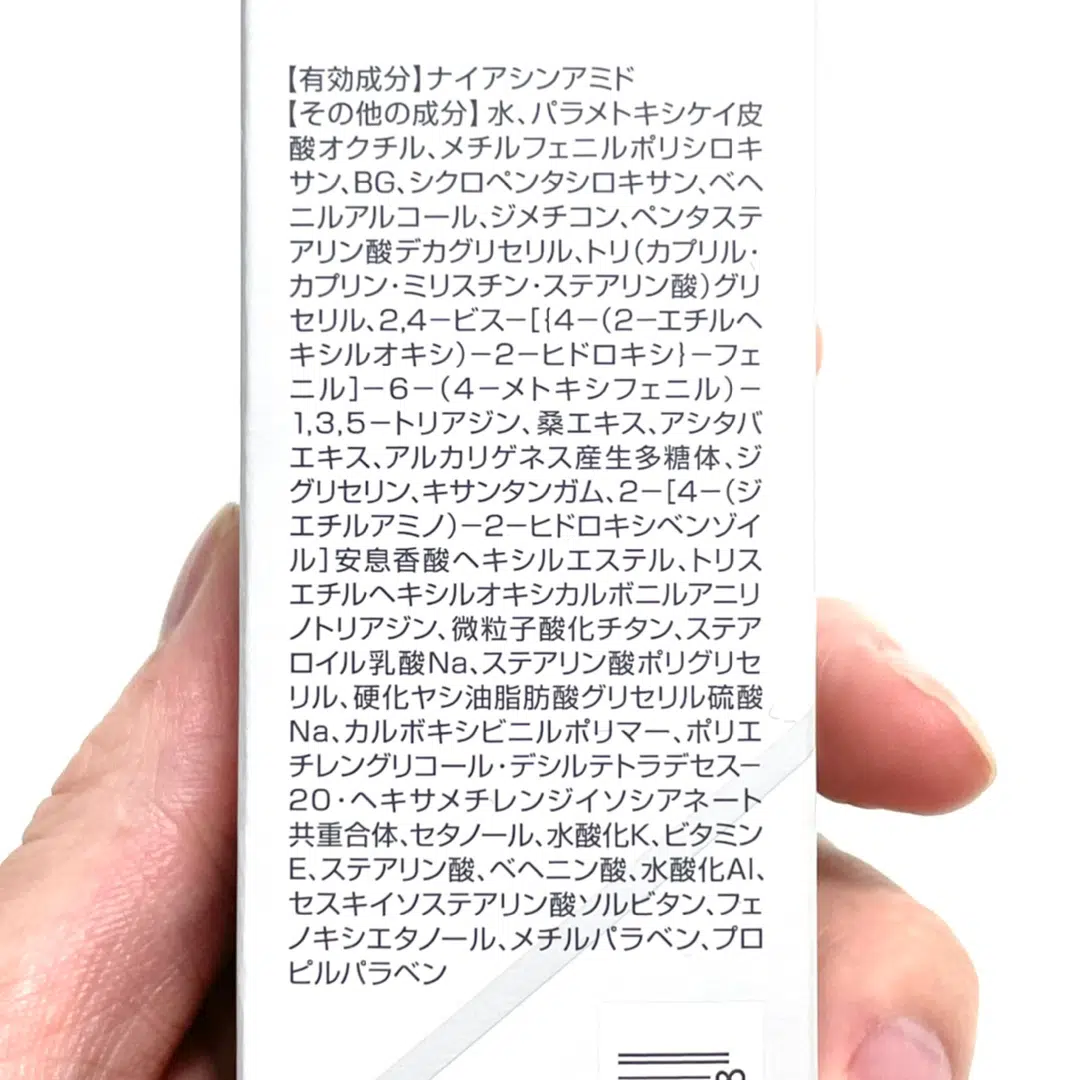 【有効成分】ナイアシンアミド
【その他の成分】水、パラメトキシケイ皮
酸オクチル、メチルフェニルポリシロキ
サン、BG、シクロペンタシロキサン、ベヘ
ニルアルコール、ジメチコン、ペンタステ
アリン酸デカグリセリル、トリ(カプリル・
カプリン・ミリスチン・ステアリン酸)グリ
セリル、2,4－ビス－[{4－(2－エチルヘ
キシルオキシ)－2－ヒドロキシ}－フェ
ニル]－6－(4－メトキシフェニル)－
1,3,5－トリアジン、桑エキス、アシタバ
エキス、アルカリゲネス産生多糖体、ジ
グリセリン、キサンタンガム、2－[4－(ジ
エチルアミノ)－2－ヒドロキシベンゾイ
ル]安息香酸ヘキシルエステル、トリス
エチルヘキシルオキシカルボニルアニリ
ノトリアジン、微粒子酸化チタン、ステア
ロイル乳酸Na、ステアリン酸ポリグリセ
リル、硬化ヤシ油脂肪酸グリセリル硫酸
Na、カルボキシビニルポリマー、ポリエ
チレングリコール・デシルテトラデセス－
20・ヘキサメチレンジイソシアネート
共重合体、セタノール、水酸化K、ビタミン
E、ステアリン酸、ベヘニン酸、水酸化Al、
セスキイソステアリン酸ソルビタン、フェ
ノキシエタノール、メチルパラベン、プロ
ピルパラベン
8